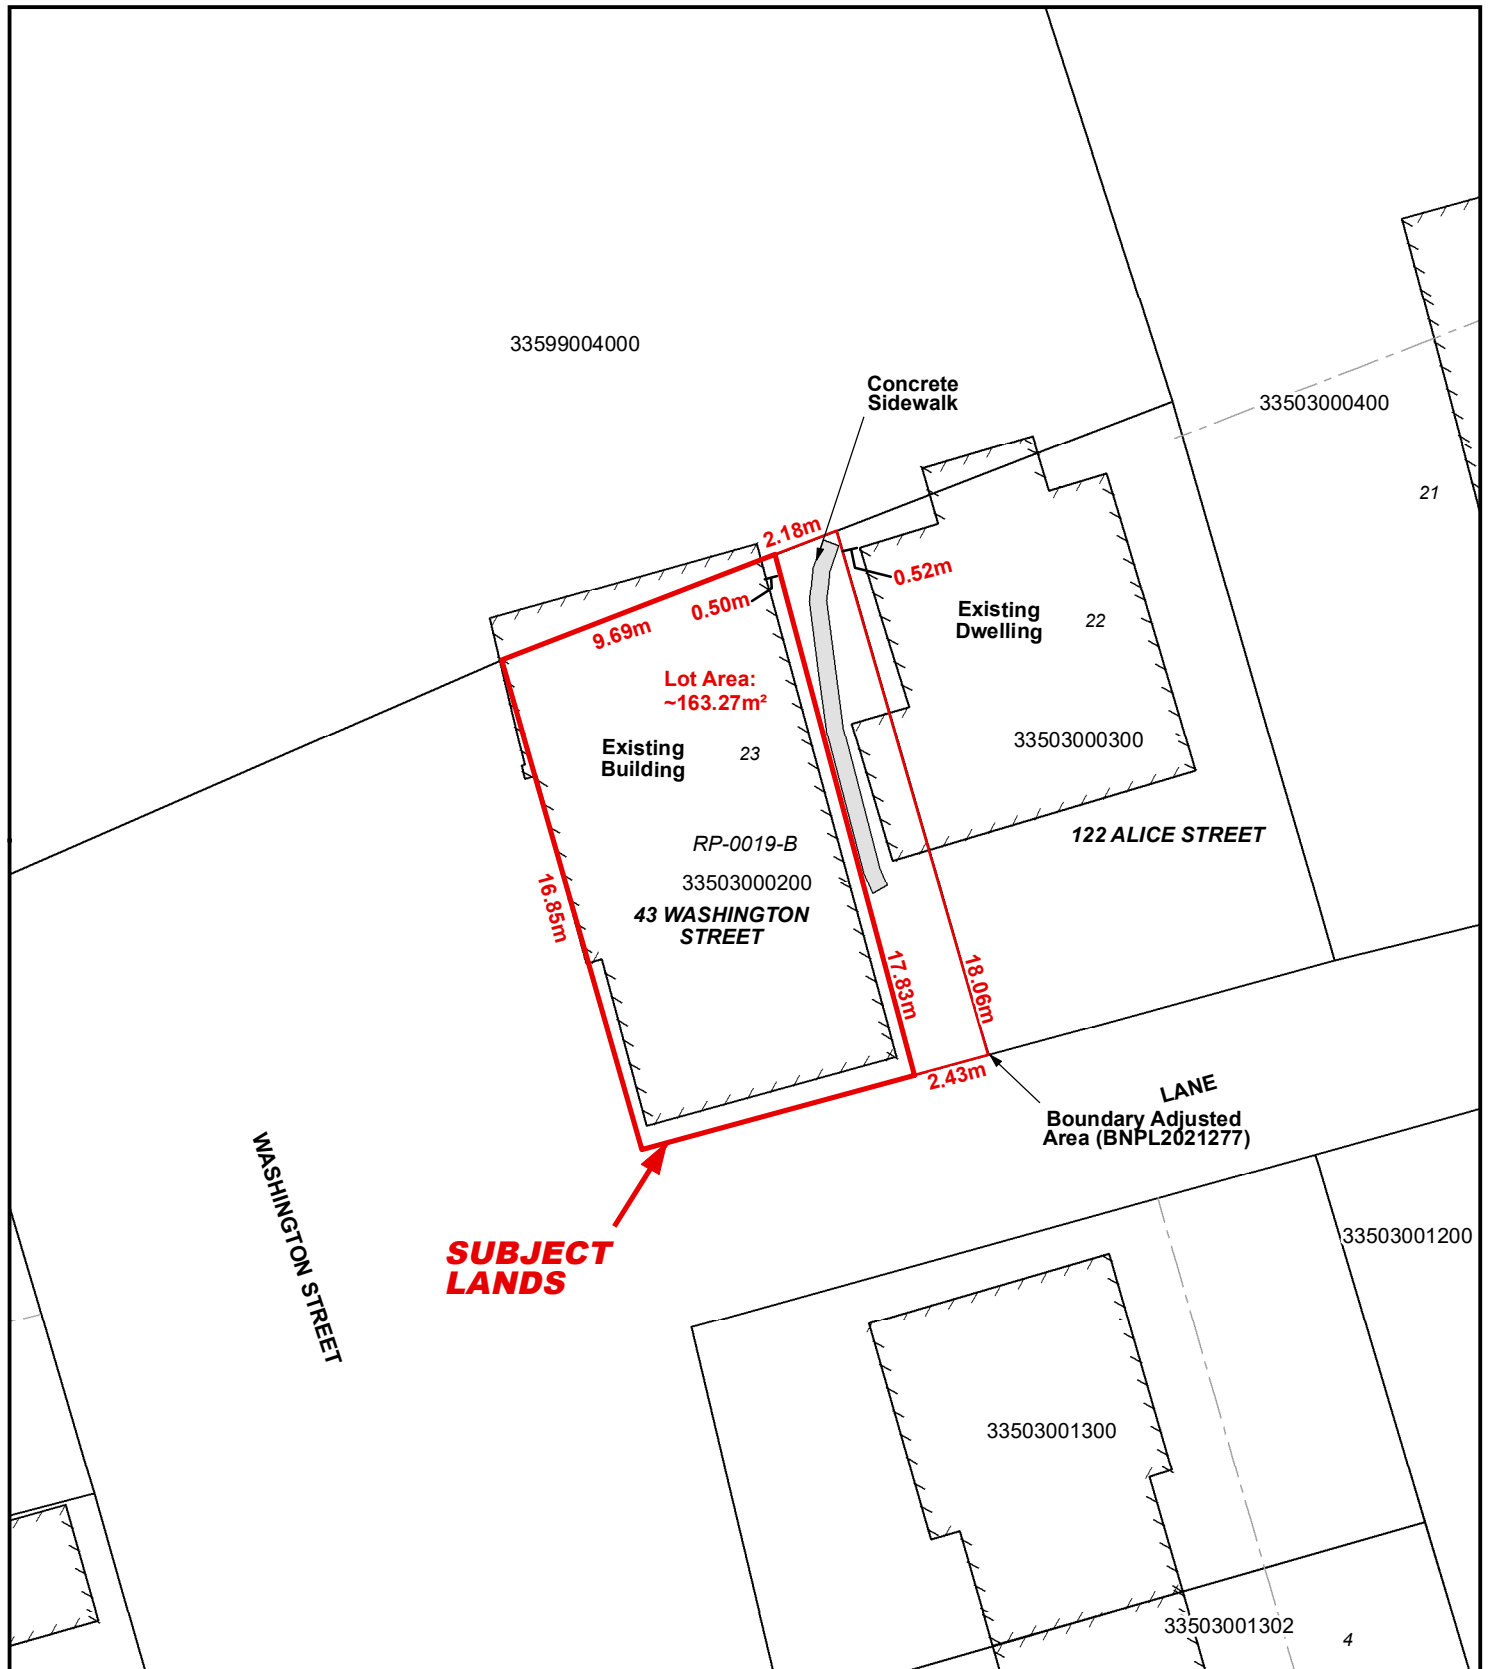 33599004000
Concrete
Sidewalk
33503000400
21
2.18m
0.52m
0.50m
9.69m
Existing
Dwelling
22
Lot Area:
~163.27m²
33503000300
Existing
Building
23
122 ALICE STREET
RP-0019-B
33503000200
43 WASHINGTON
STREET
16.85m
17.83m
18.06m
2.43m
LANE
Boundary Adjusted
Area (BNPL2021277)
WASHINGTON STREET
SUBJECT
LANDS
33503001200
33503001300
33503001302
4